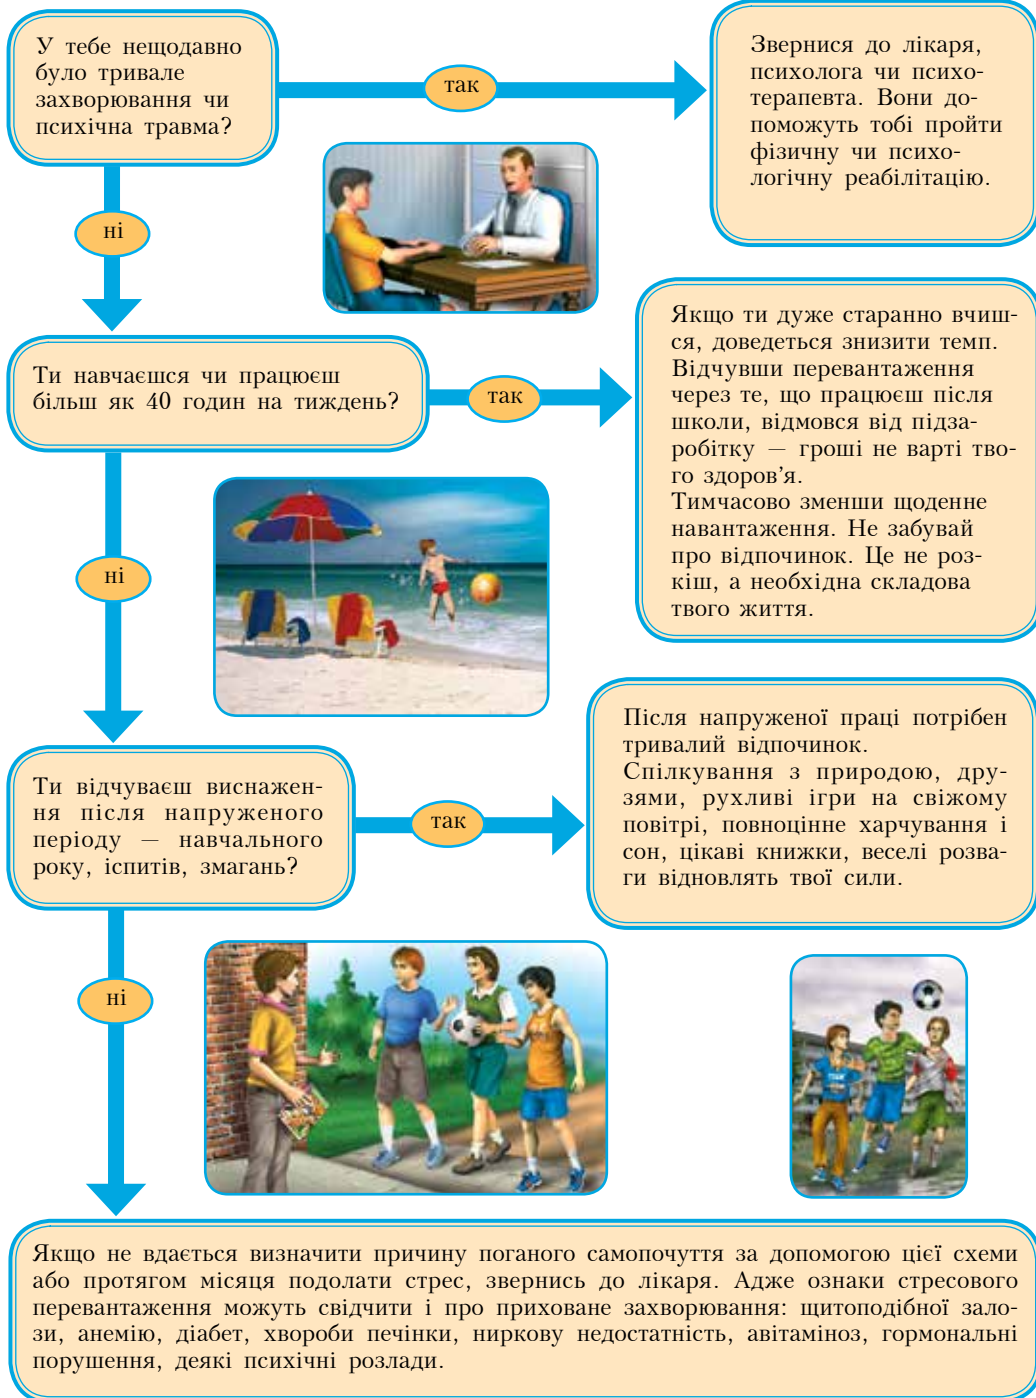 У тебе нещодавно
було тривале
захворювання чи
психічна травма?
так
Звернися до лікаря,
психолога чи психо-
терапевта. Вони до-
поможуть тобі пройти
фізичну чи психо-
логічну реабілітацію.
ні
Ти навчаєшся чи працюєш
більш як 40 годин на тиждень?
так
Якщо ти дуже старанно вчиш-
ся, доведеться знизити темп.
Відчувши перевантаження
через те, що працюєш після
школи, відмовся від підза-
робітку — гроші не варті тво-
го здоров'я.
Тимчасово зменши щоденне
навантаження. Не забувай
про відпочинок. Це не роз-
кіш, а необхідна складова
твого життя.
ні
Ти відчуваєш виснажен-
ня після напруженого
періоду — навчального
року, іспитів, змагань?
так
Після напруженої праці потрібен
тривалий відпочинок.
Спілкування з природою, дру-
зями, рухливі ігри на свіжому
повітрі, повноцінне харчування і
сон, цікаві книжки, веселі розва-
ги відновлять твої сили.
ні
Якщо не вдається визначити причину поганого самопочуття за допомогою цієї схеми
або протягом місяця подолати стрес, звернись до лікаря. Адже ознаки стресового
перевантаження можуть свідчити і про приховане захворювання: щитоподібної зало-
зи, анемію, діабет, хвороби печінки, ниркову недостатність, авітаміноз, гормональні
порушення, деякі психічні розлади.